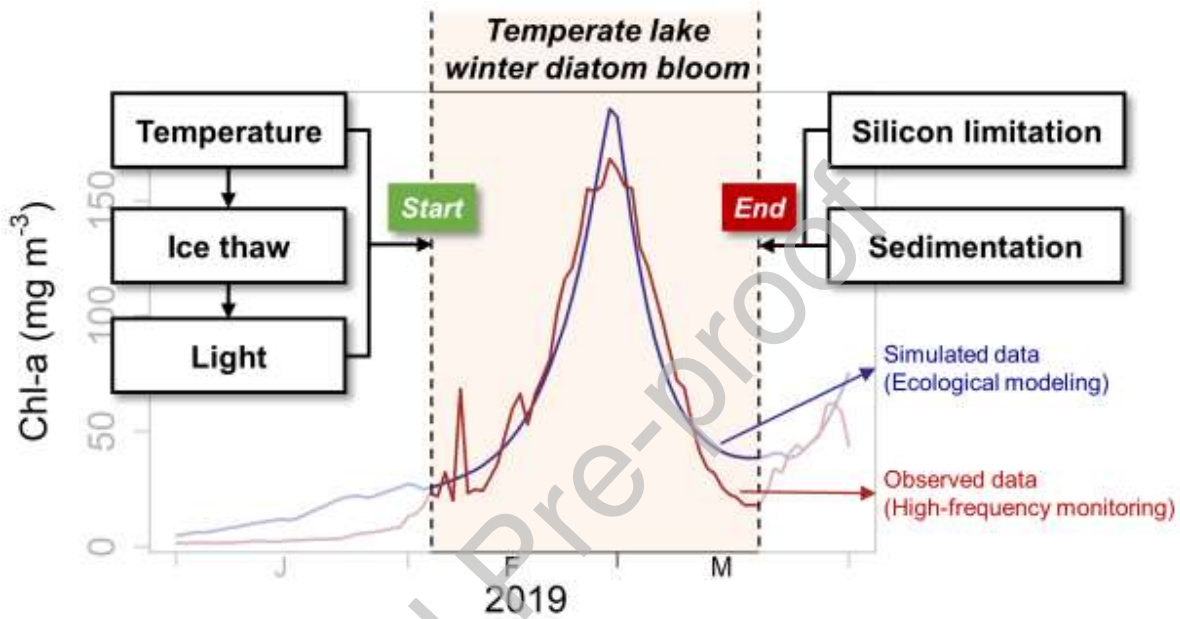 Temperate lake
winter diatom bloom
Temperature
Ice thaw
Light
Start
End
Silicon limitation
Sedimentation
Simulated data
(Ecological modeling)
Observed data
(High-frequency monitoring)
Chl-a (mg m⁻³)
150
100
50
0
J
F
M
2019
l Pre-proof